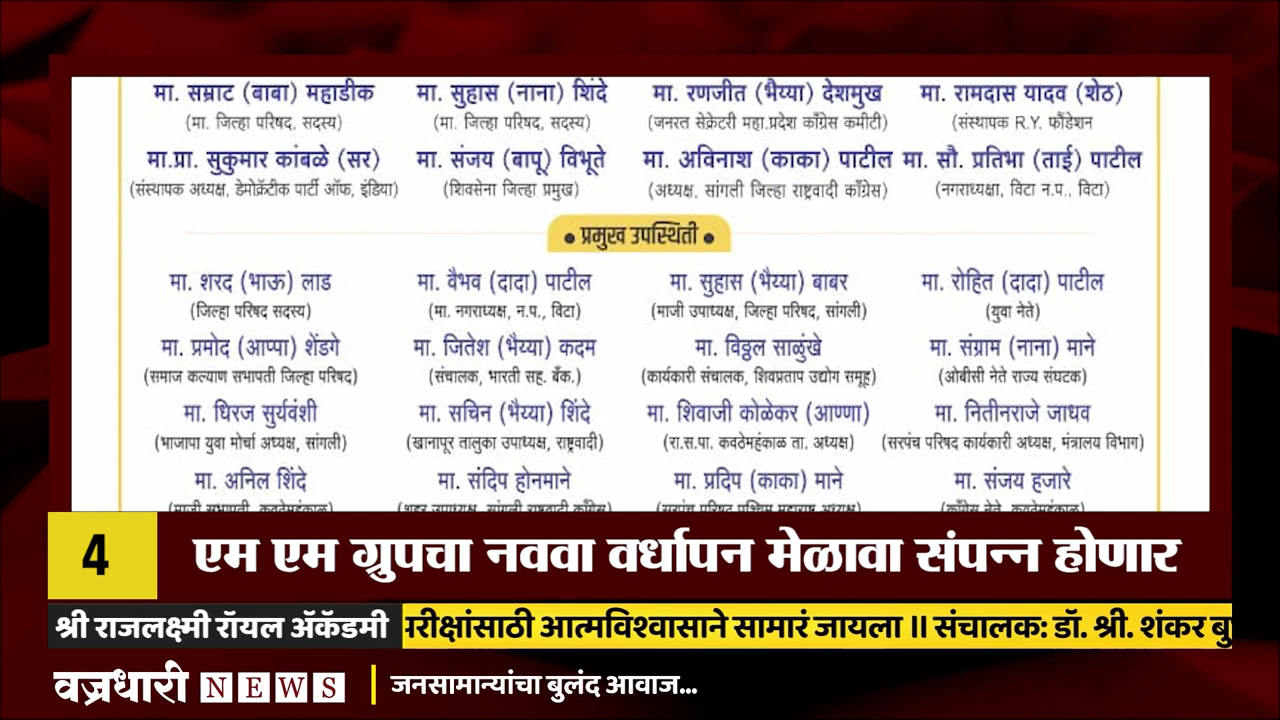 मा. सम्राट (बाबा) महाडीक मा. सुहास (नाना) शिंदे मा. रणजीत (भैय्या) देशमुख मा. रामदास यादव (शेठ)
(मा. जिल्हा परिषद, सदस्य) (मा. जिल्हा परिषद, सदस्य) (जनरत सेक्रेटरी महा.प्रदेश काँग्रेस कमीटी) (संस्थापक R.Y. फौंडेशन
मा.प्रा. सुकुमार कांबळे (सर) मा. संजय (बापू) विभूते मा. अविनाश (काका) पाटील मा. सौ. प्रतिभा (ताई) पाटील
(संस्थापक अध्यक्ष, डेमोक्रॅटीक पार्टी ऑफ, इंडिया) (शिवसेना जिल्हा प्रमुख) (अध्यक्ष, सांगली जिल्हा राष्ट्रवादी काँग्रेस) (नगराध्यक्षा, विटा न.प., विटा)
• प्रमुख उपस्थिती •
मा. शरद (भाऊ) लाड मा. वैभव (दादा) पाटील मा. सुहास (भैय्या) बाबर मा. रोहित (दादा) पाटील
(जिल्हा परिषद सदस्य) (मा. नगराध्यक्ष, न.प., विटा) (माजी उपाध्यक्ष, जिल्हा परिषद, सांगली) (युवा नेते)
मा. प्रमोद (आप्पा) शेंडगे मा. जितेश (भैय्या) कदम मा. विठ्ठल साळुंखे मा. संग्राम (नाना) माने
(समाज कल्याण सभापती जिल्हा परिषद) (संचालक, भारती सह. बँक.) (कार्यकारी संचालक, शिवप्रताप उद्योग समूह) (ओबीसी नेते राज्य संघटक)
मा. धिरज सुर्यवंशी मा. सचिन (भैय्या) शिंदे मा. शिवाजी कोळेकर (आण्णा) मा. नितीनराजे जाधव
(भाजापा युवा मोर्चा अध्यक्ष, सांगली) (खानापूर तालुका उपाध्यक्ष, राष्ट्रवादी) (रा.स.पा. कवठेमहंकाळ ता. अध्यक्ष) (सरपंच परिषद कार्यकारी अध्यक्ष, मंत्रालय विभाग)
मा. अनिल शिंदे मा. संदिप होनमाने मा. प्रदिप (काका) माने मा. संजय हजारे
4 एम एम ग्रुपचा नववा वर्धापन मेळावा संपन्न होणार
श्री राजलक्ष्मी रॉयल ॲकॅडमी परीक्षांसाठी आत्मविश्वासाने सामारं जायला ॥ संचालक: डॉ. श्री. शंकर
वज्रधारी NEWS जनसामान्यांचा बुलंद आवाज...